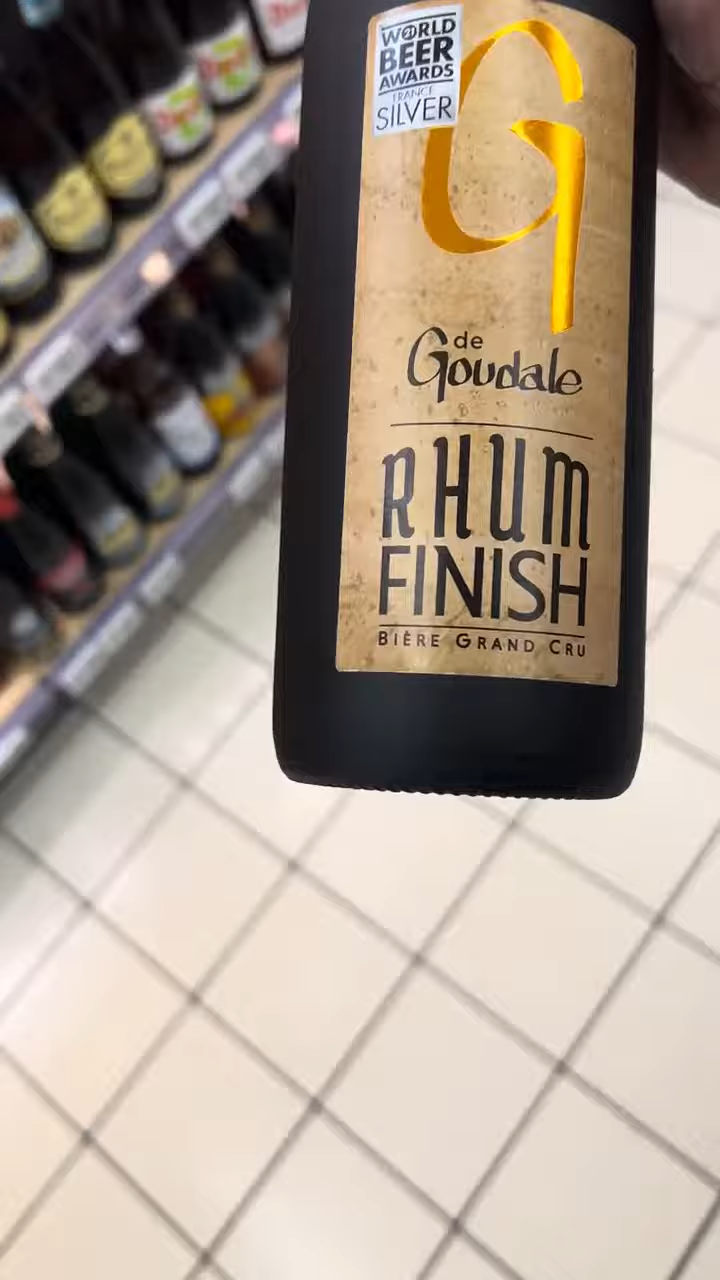 WORLD
BEER
AWARDS
FRANCE
SILVER
G
de
Goudale
RHUM
FINISH
BIÈRE GRAND CRU